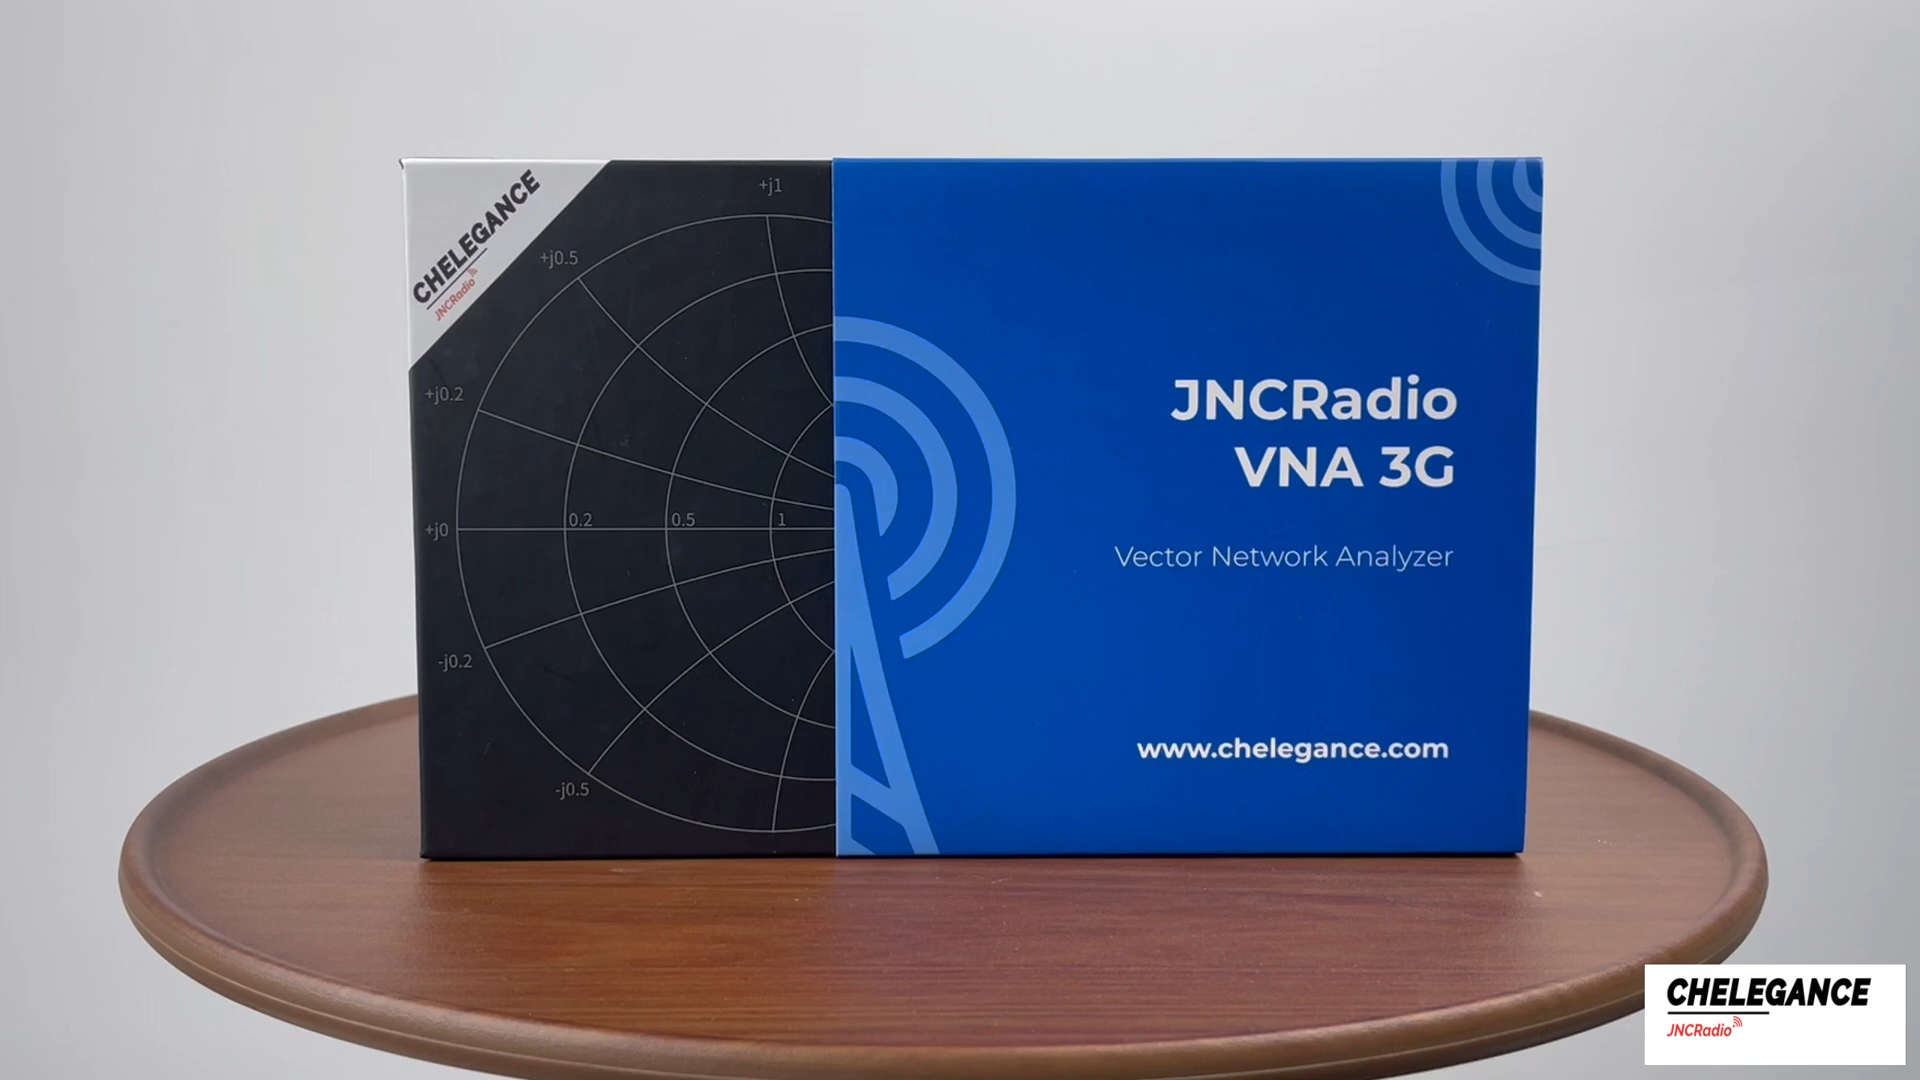 CHELEGANCE
JNCRadio
+j1
+j0.5
+j0.2
+j0
0.2
0.5
1
-j0.2
-j0.5
JNCRadio
VNA 3G
Vector Network Analyzer
www.chelegance.com
CHELEGANCE
JNCRadio